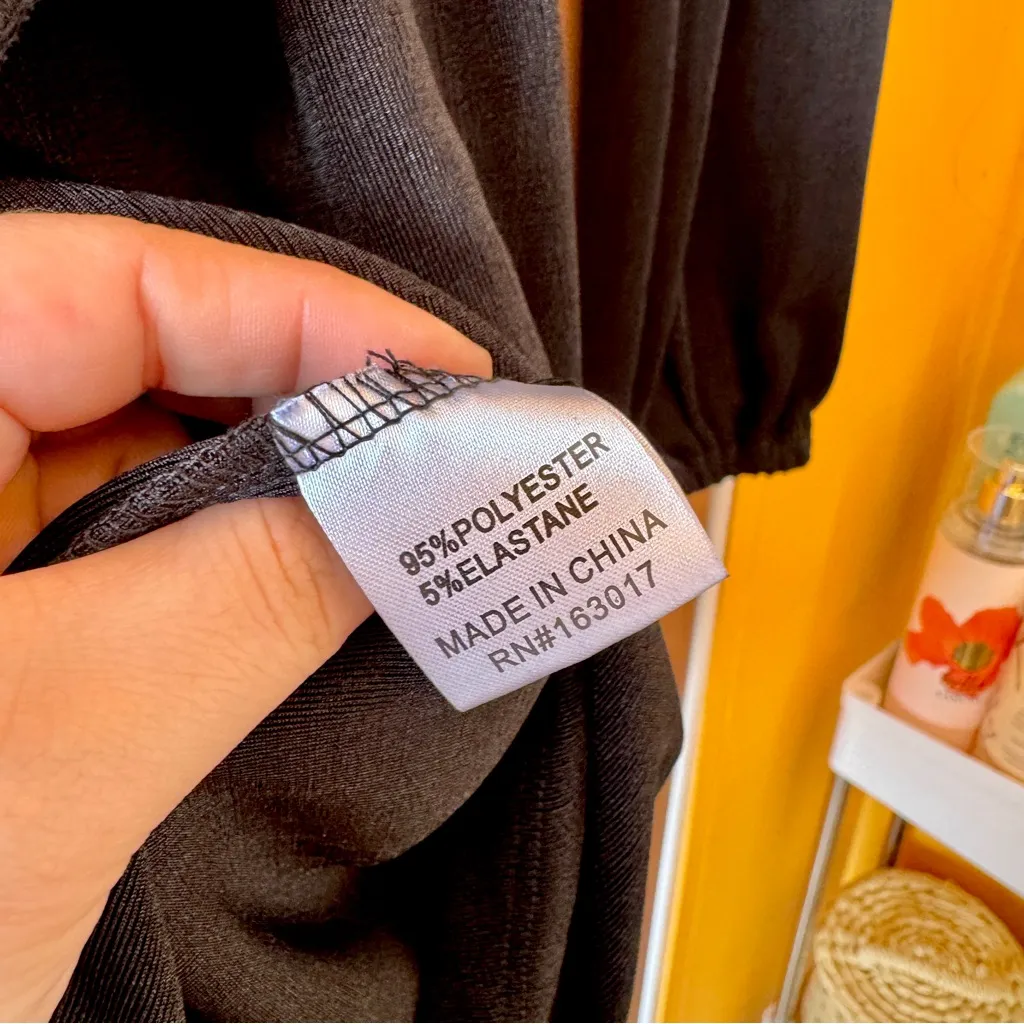 95%POLYESTER
5%ELASTANE
MADE IN CHINA
RN#163017